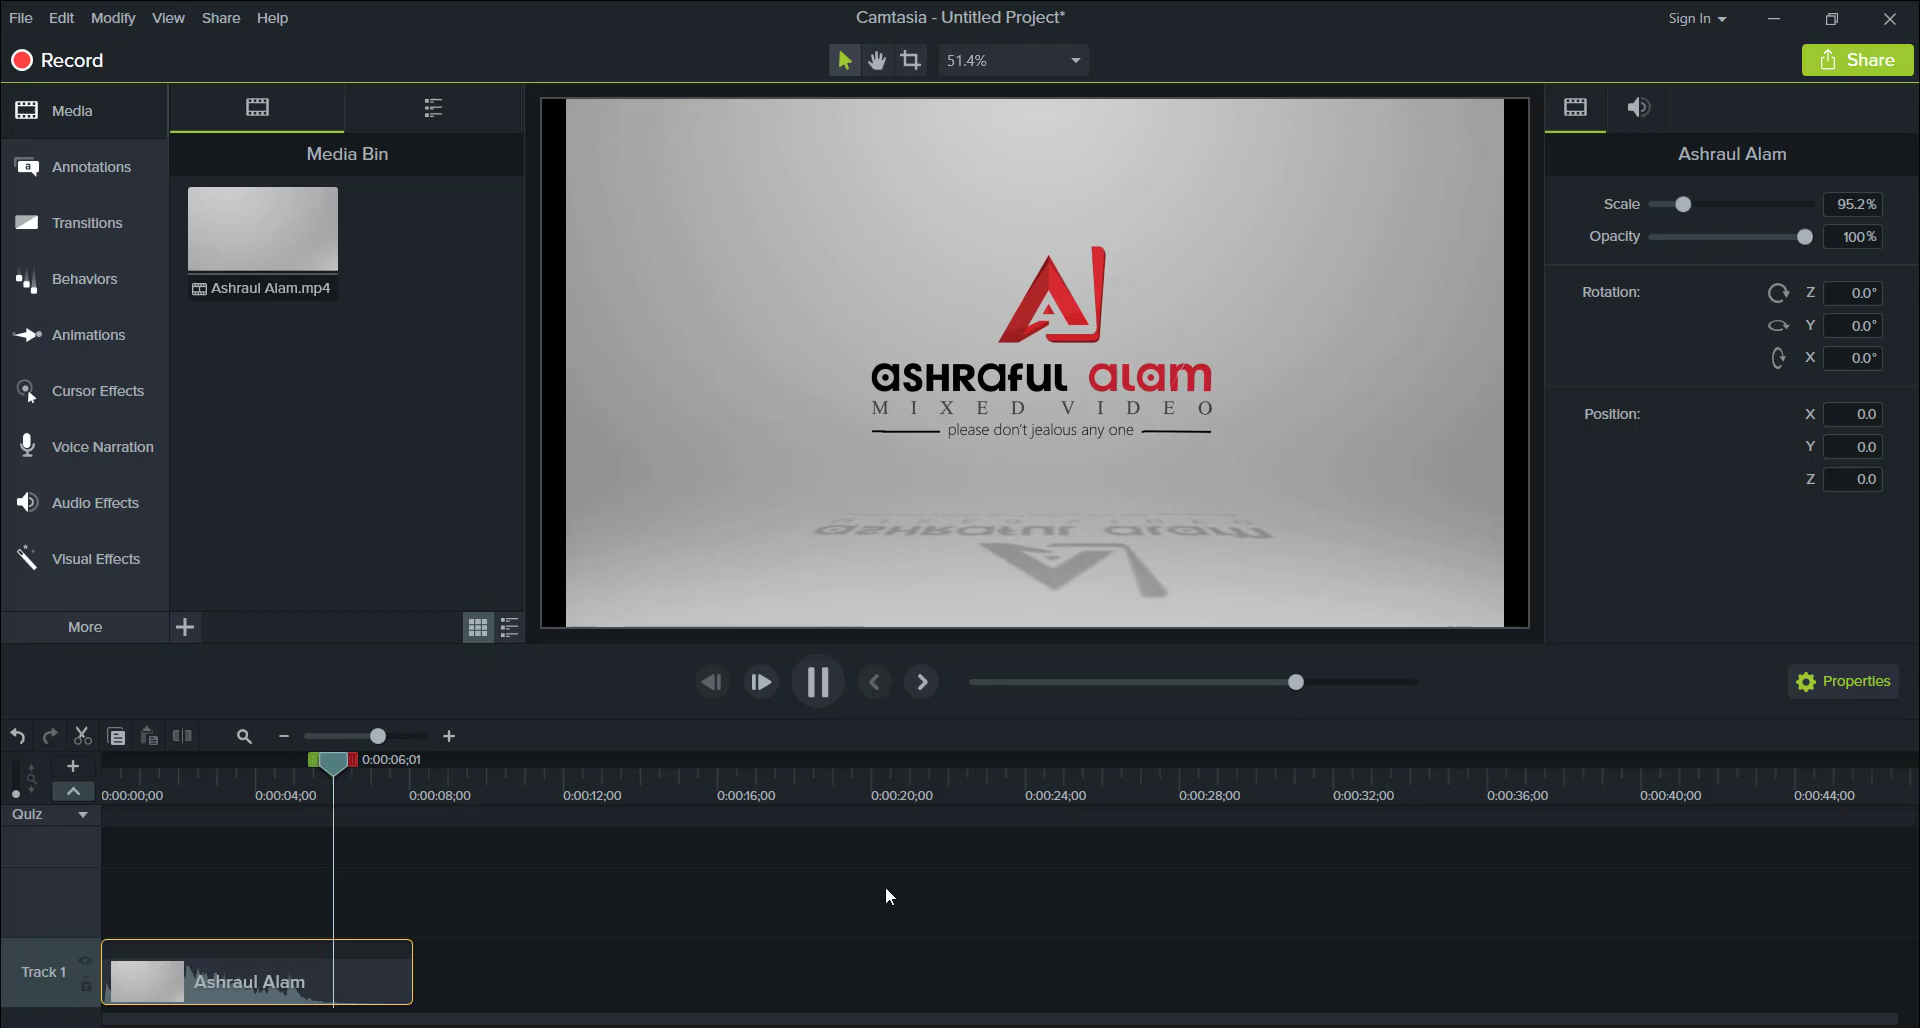 File Edit Modify View Share Help
Camtasia - Untitled Project*
Sign In
Record
51.4%
Share
Media
Annotations
Transitions
Behaviors
Animations
Cursor Effects
Voice Narration
Audio Effects
Visual Effects
More
Media Bin
Ashraul Alam.mp4
ASHRAFUL ALAM
MIXED VIDEO
please don't jealous any one
Ashraul Alam
Scale 95.2%
Opacity 100%
Rotation: Z 0.0°
Y 0.0°
X 0.0°
Position: X 0.0
Y 0.0
Z 0.0
Properties
0:00:06;01
0:00:00;00 0:00:04;00 0:00:08;00 0:00:12;00 0:00:16;00 0:00:20;00 0:00:24;00 0:00:28;00 0:00:32;00 0:00:36;00 0:00:40;00 0:00:44;00
Quiz
Track 1
Ashraul Alam